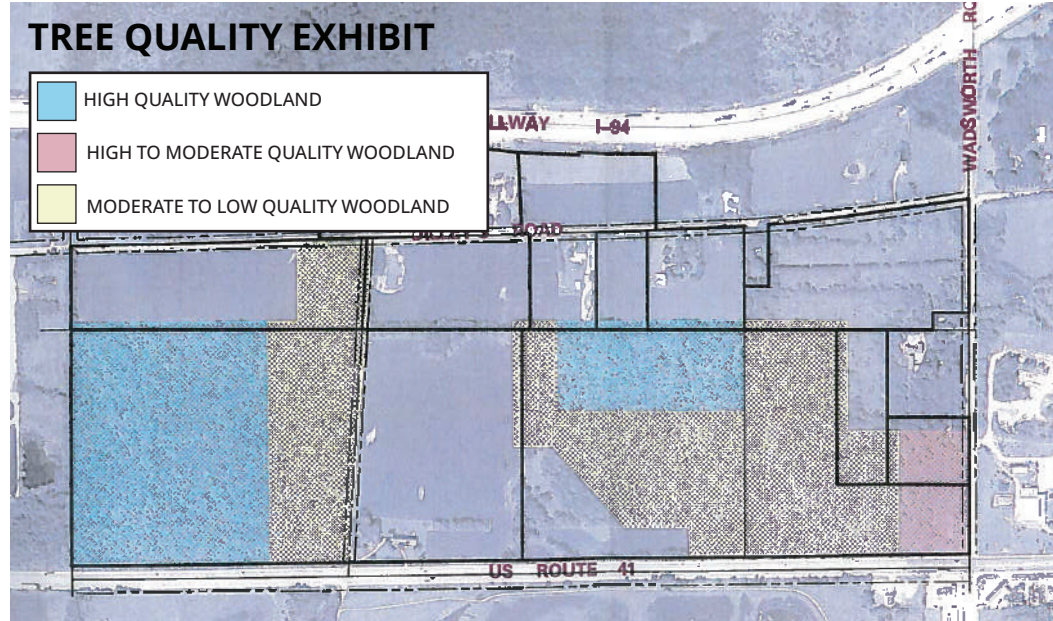 TREE QUALITY EXHIBIT
HIGH QUALITY WOODLAND
HIGH TO MODERATE QUALITY WOODLAND
MODERATE TO LOW QUALITY WOODLAND
I-94
WADSWORTH
ROAD
US ROUTE 41